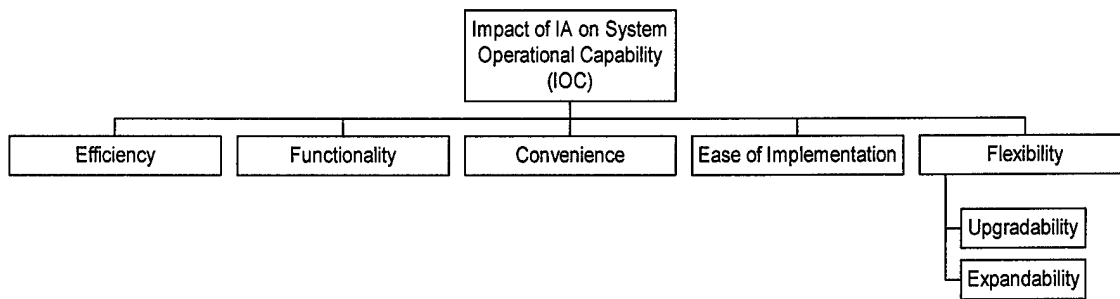 Impact of IA on System
Operational Capability
(IOC)
Efficiency
Functionality
Convenience
Ease of Implementation
Flexibility
Upgradability
Expandability